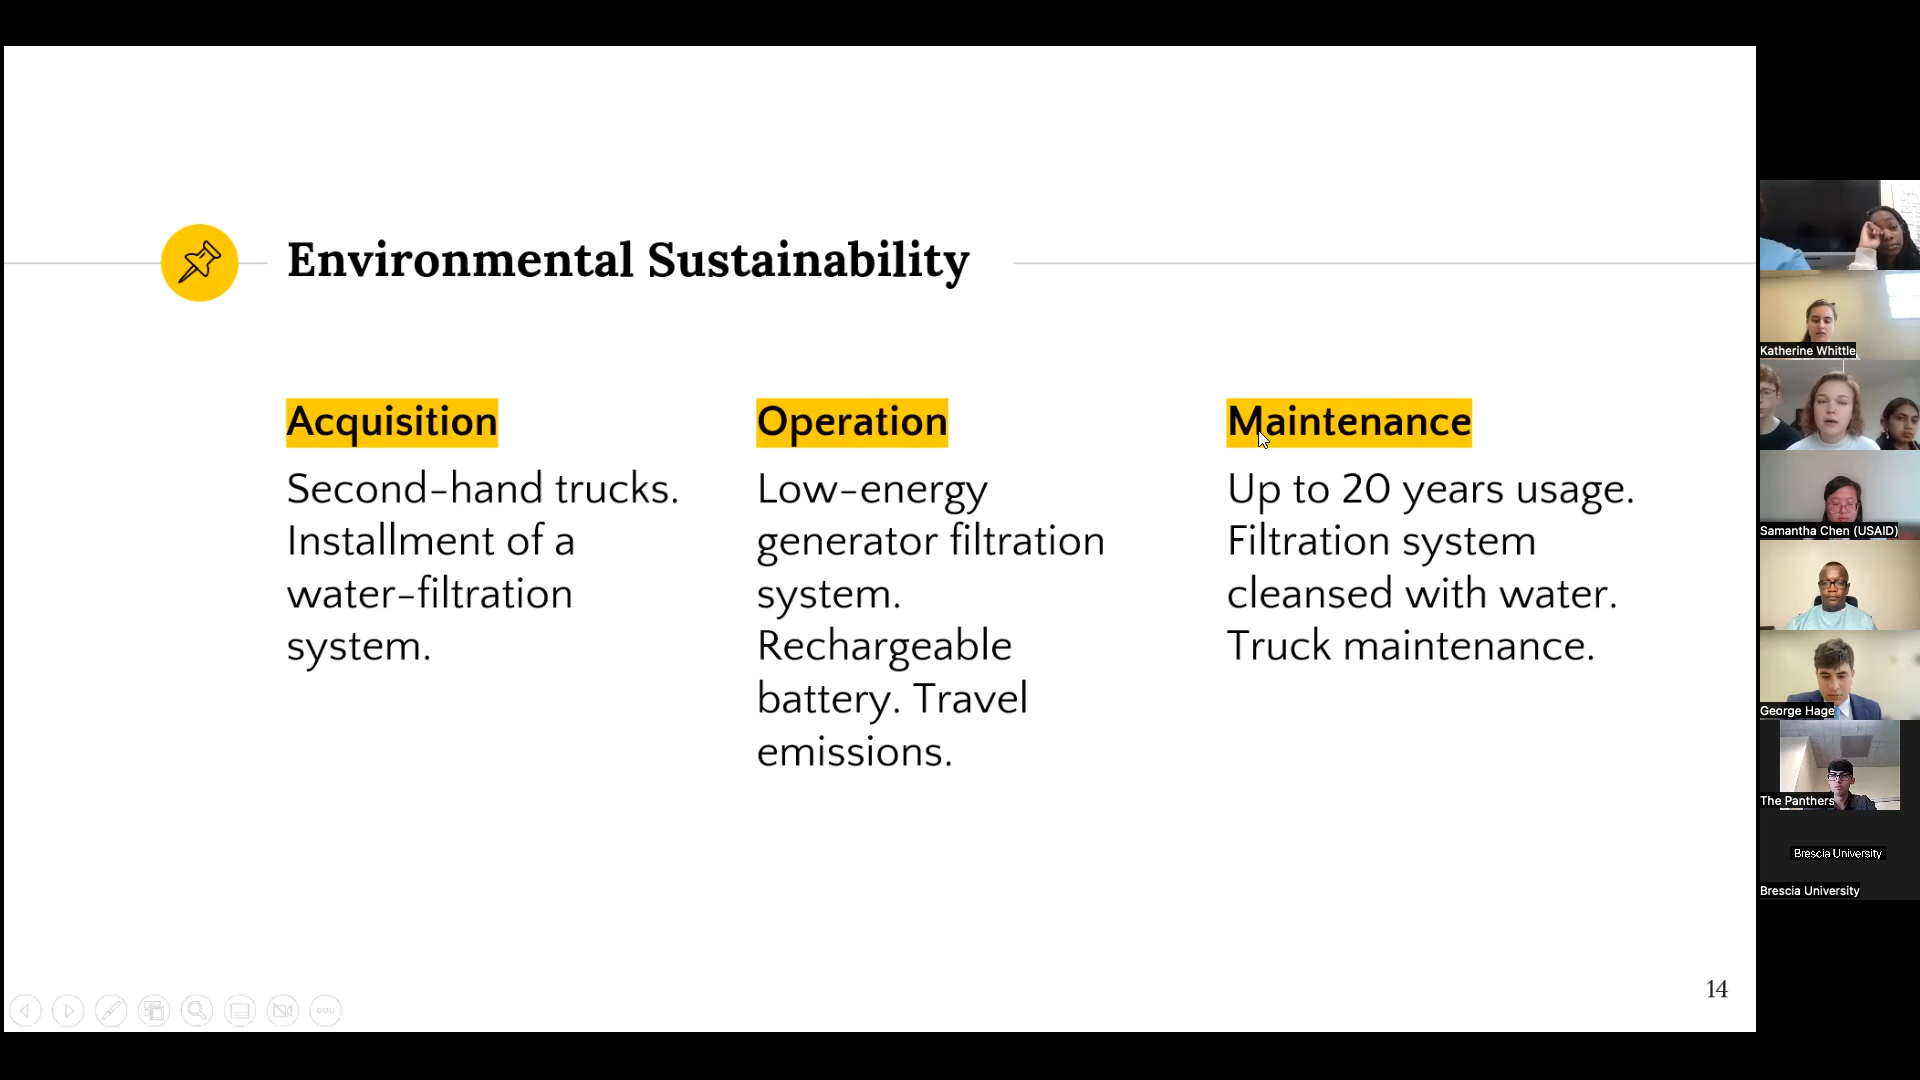 Environmental Sustainability
Acquisition
Second-hand trucks.
Installment of a
water-filtration
system.
Operation
Low-energy
generator filtration
system.
Rechargeable
battery. Travel
emissions.
Maintenance
Up to 20 years usage.
Filtration system
cleansed with water.
Truck maintenance.
14
Katherine Whittle
Samantha Chen (USAID)
George Hage
The Panthers
Brescia University
Brescia University